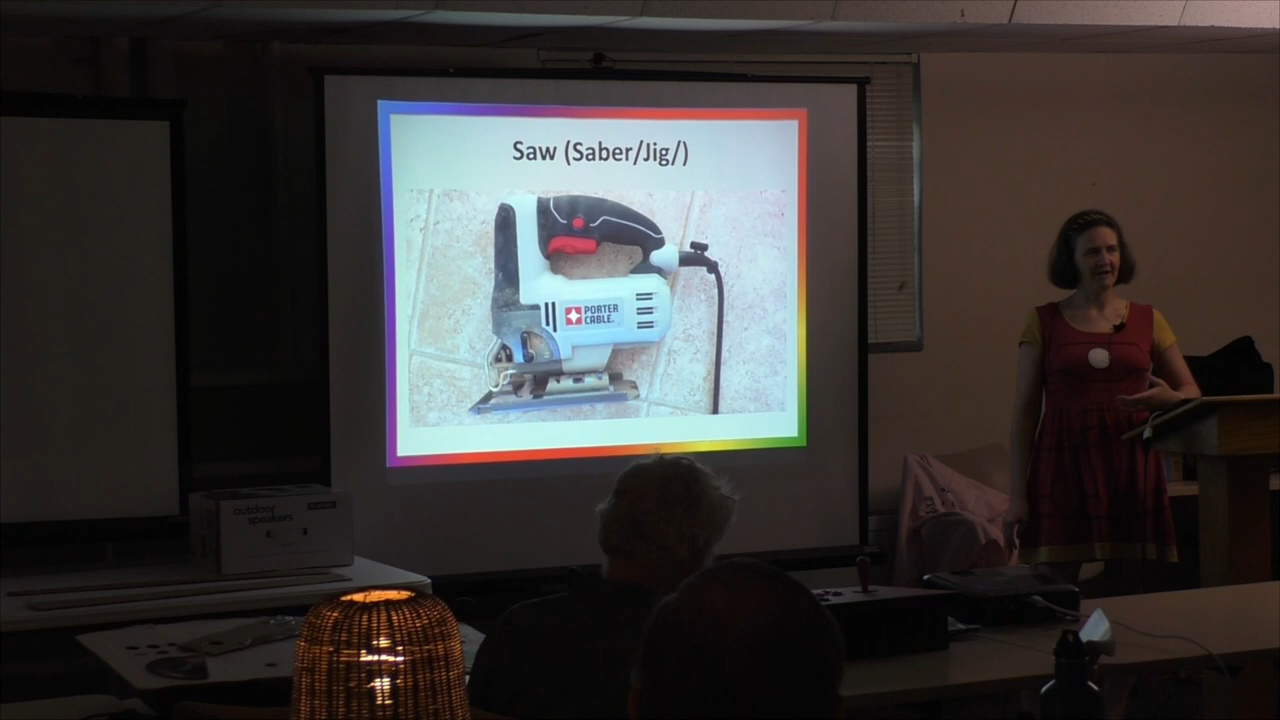 Saw (Saber/Jig/)
PORTER
CABLE.
outdoor
speakers